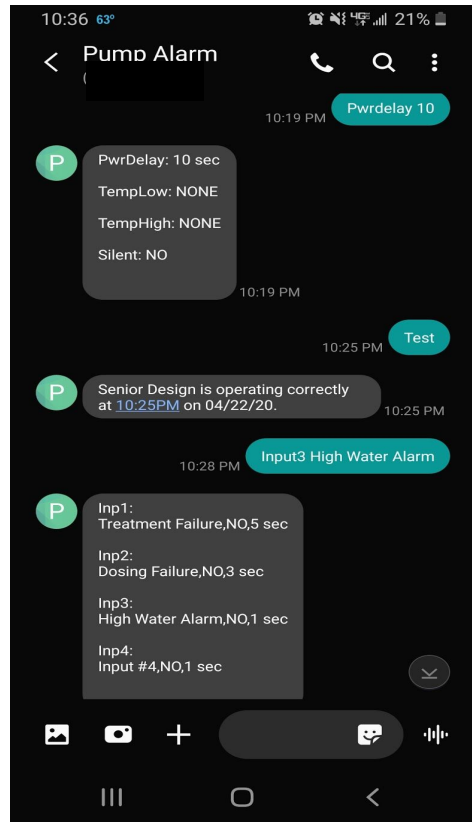 10:36 63° 21%
Pump Alarm
(
Pwrdelay 10
10:19 PM
P
PwrDelay: 10 sec
TempLow: NONE
TempHigh: NONE
Silent: NO
10:19 PM
Test
10:25 PM
P
Senior Design is operating correctly
at 10:25PM on 04/22/20.
10:25 PM
Input3 High Water Alarm
10:28 PM
P
Inp1:
Treatment Failure,NO,5 sec
Inp2:
Dosing Failure,NO,3 sec
Inp3:
High Water Alarm,NO,1 sec
Inp4:
Input #4,NO,1 sec